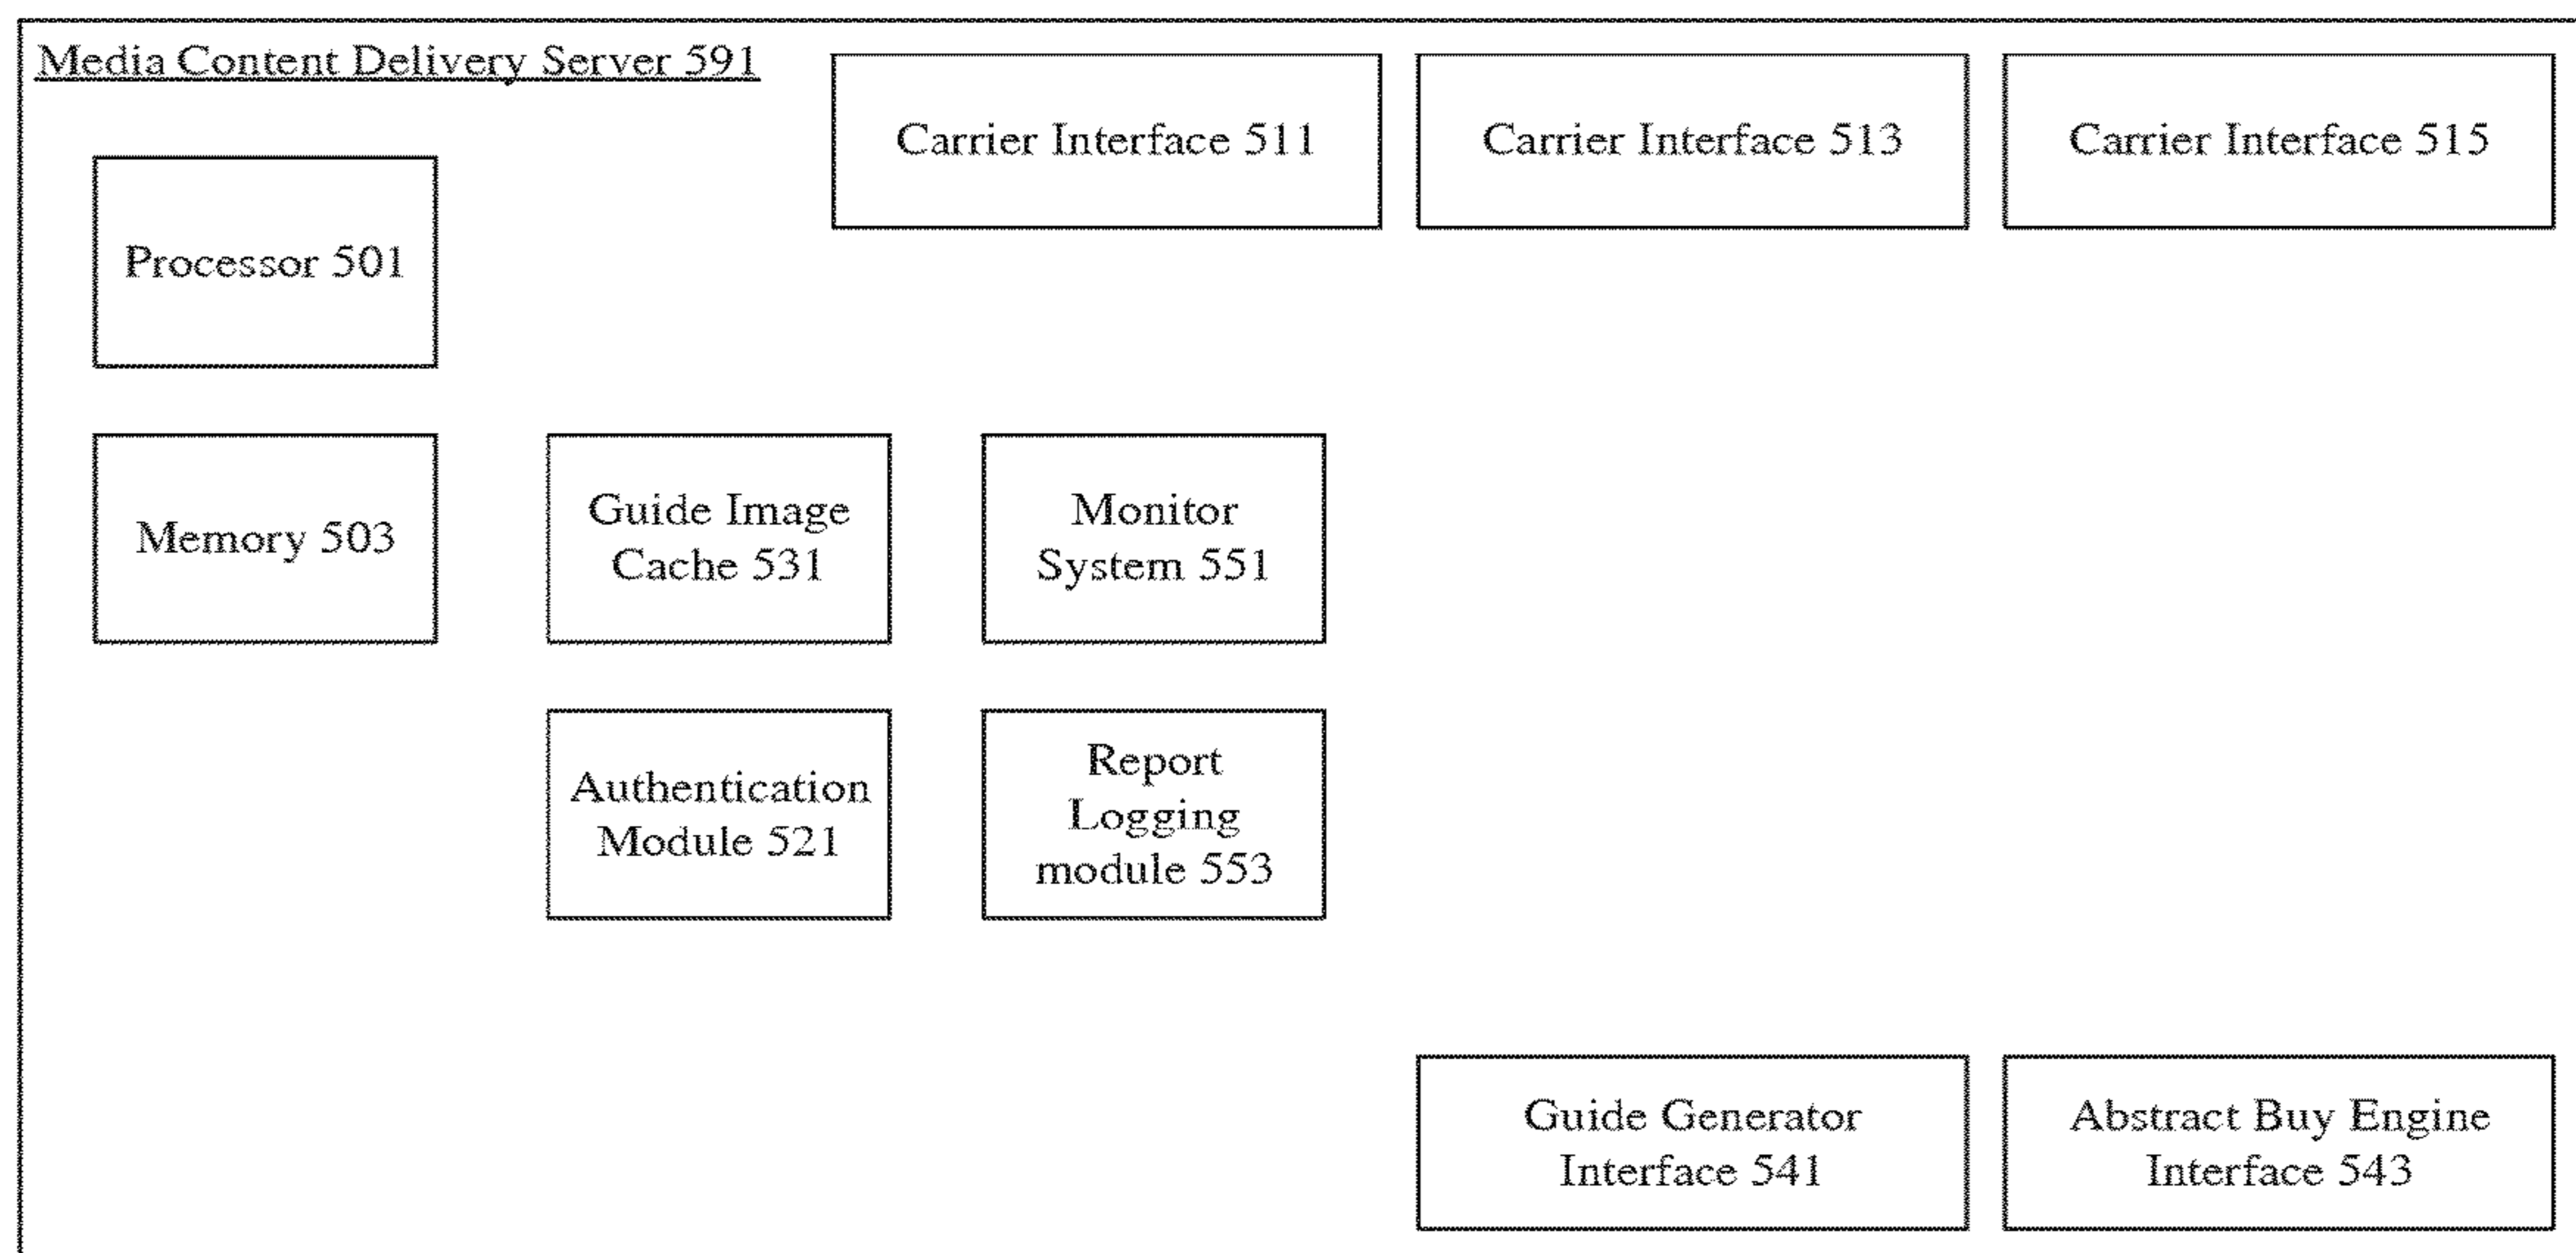 Media Content Delivery Server 591
Carrier Interface 511
Carrier Interface 513
Carrier Interface 515
Processor 501
Memory 503
Guide Image
Cache 531
Monitor
System 551
Authentication
Module 521
Report
Logging
module 553
Guide Generator
Interface 541
Abstract Buy Engine
Interface 543